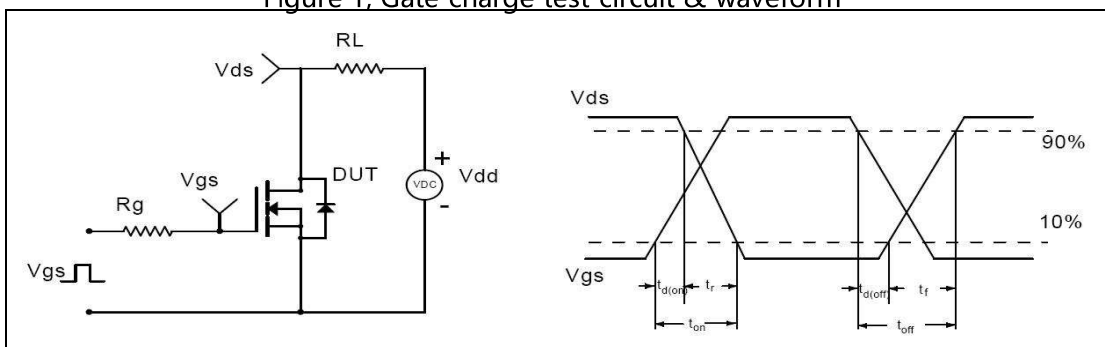 Figure 1, Gate charge test circuit & waveform
RL
Vds
Vgs
DUT
Rg
VDC
+
-
Vdd
Vgs
Vds
90%
10%
Vgs
td(on)
tr
td(off)
tf
ton
toff